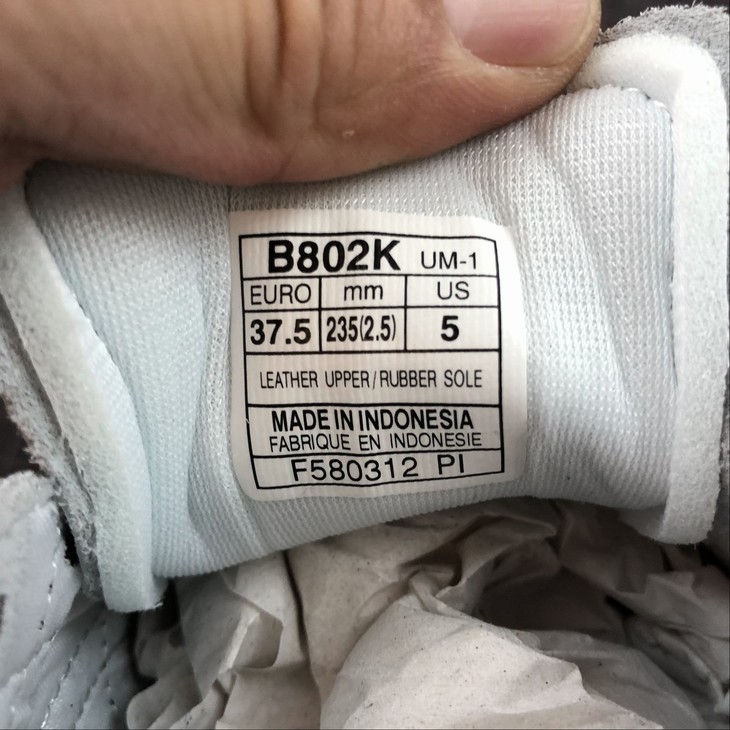 B802K UM-1
EURO mm US
37.5 235(2.5) 5
LEATHER UPPER/RUBBER SOLE
MADE IN INDONESIA
FABRIQUE EN INDONESIE
F580312 PI